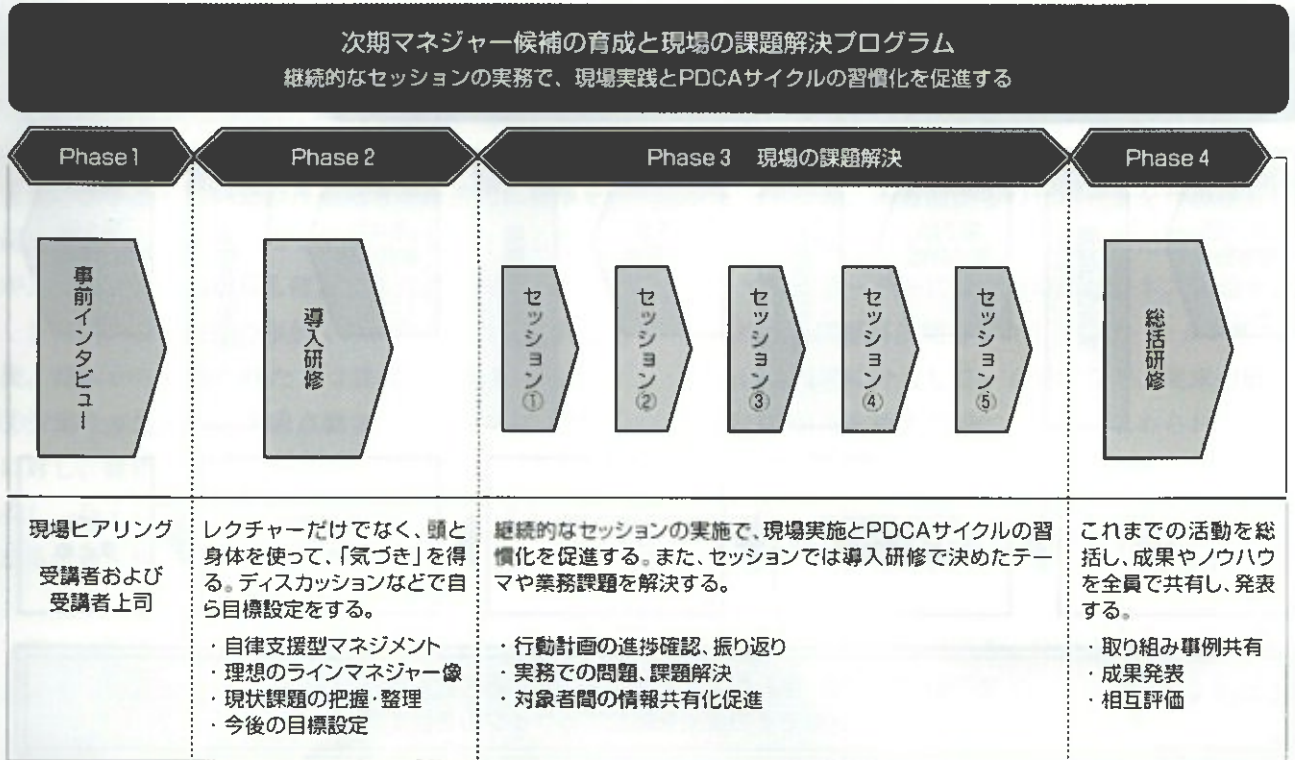 次期マネジャー候補の育成と現場の課題解決プログラム
継続的なセッションの実務で、現場実践とPDCAサイクルの習慣化を促進する
Phase 1
Phase 2
Phase 3 現場の課題解決
Phase 4
事前インタビュー
導入研修
セッション①
セッション②
セッション③
セッション④
セッション⑤
総括研修
現場ヒアリング
受講者および
受講者上司
レクチャーだけでなく、頭と
身体を使って、「気づき」を得
る。ディスカッションなどで自
ら目標設定をする。
・自律支援型マネジメント
・理想のラインマネジャー像
・現状課題の把握・整理
・今後の目標設定
継続的なセッションの実施で、現場実施とPDCAサイクルの習
慣化を促進する。また、セッションでは導入研修で決めたテー
マや業務課題を解決する。
・行動計画の進捗確認、振り返り
・実務での問題、課題解決
・対象者間の情報共有化促進
これまでの活動を総
括し、成果やノウハウ
を全員で共有し、発表
する。
・取り組み事例共有
・成果発表
・相互評価